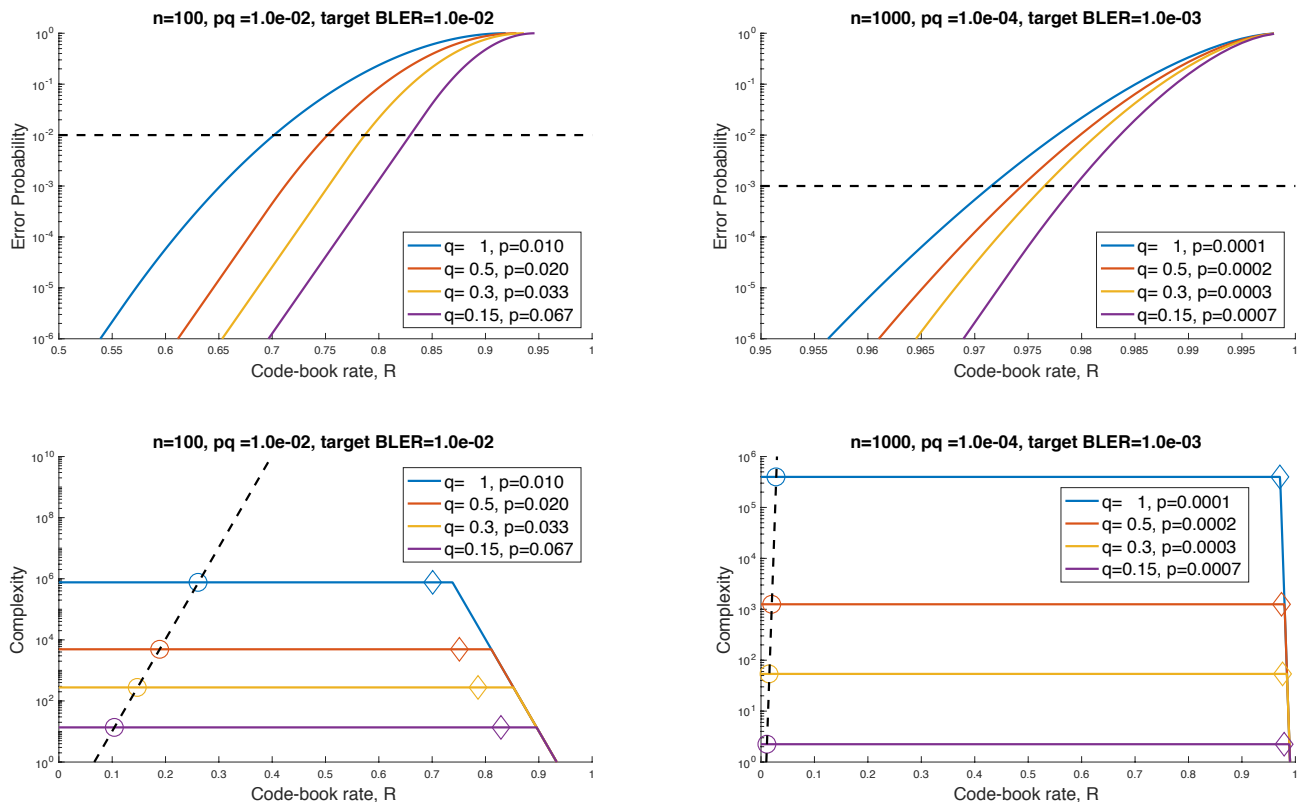 n=100, pq =1.0e-02, target BLER=1.0e-02
10^0
10^-1
10^-2
10^-3
10^-4
10^-5
10^-6
Error Probability
q= 1, p=0.010
q= 0.5, p=0.020
q= 0.3, p=0.033
q=0.15, p=0.067
0.5 0.55 0.6 0.65 0.7 0.75 0.8 0.85 0.9 0.95 1
Code-book rate, R
n=1000, pq =1.0e-04, target BLER=1.0e-03
10^0
10^-1
10^-2
10^-3
10^-4
10^-5
10^-6
Error Probability
q= 1, p=0.0001
q= 0.5, p=0.0002
q= 0.3, p=0.0003
q=0.15, p=0.0007
0.95 0.955 0.96 0.965 0.97 0.975 0.98 0.985 0.99 0.995 1
Code-book rate, R
n=100, pq =1.0e-02, target BLER=1.0e-02
10^10
10^8
10^6
10^4
10^2
10^0
Complexity
q= 1, p=0.010
q= 0.5, p=0.020
q= 0.3, p=0.033
q=0.15, p=0.067
0 0.1 0.2 0.3 0.4 0.5 0.6 0.7 0.8 0.9 1
Code-book rate, R
n=1000, pq =1.0e-04, target BLER=1.0e-03
10^6
10^5
10^4
10^3
10^2
10^1
10^0
Complexity
q= 1, p=0.0001
q= 0.5, p=0.0002
q= 0.3, p=0.0003
q=0.15, p=0.0007
0 0.1 0.2 0.3 0.4 0.5 0.6 0.7 0.8 0.9 1
Code-book rate, R